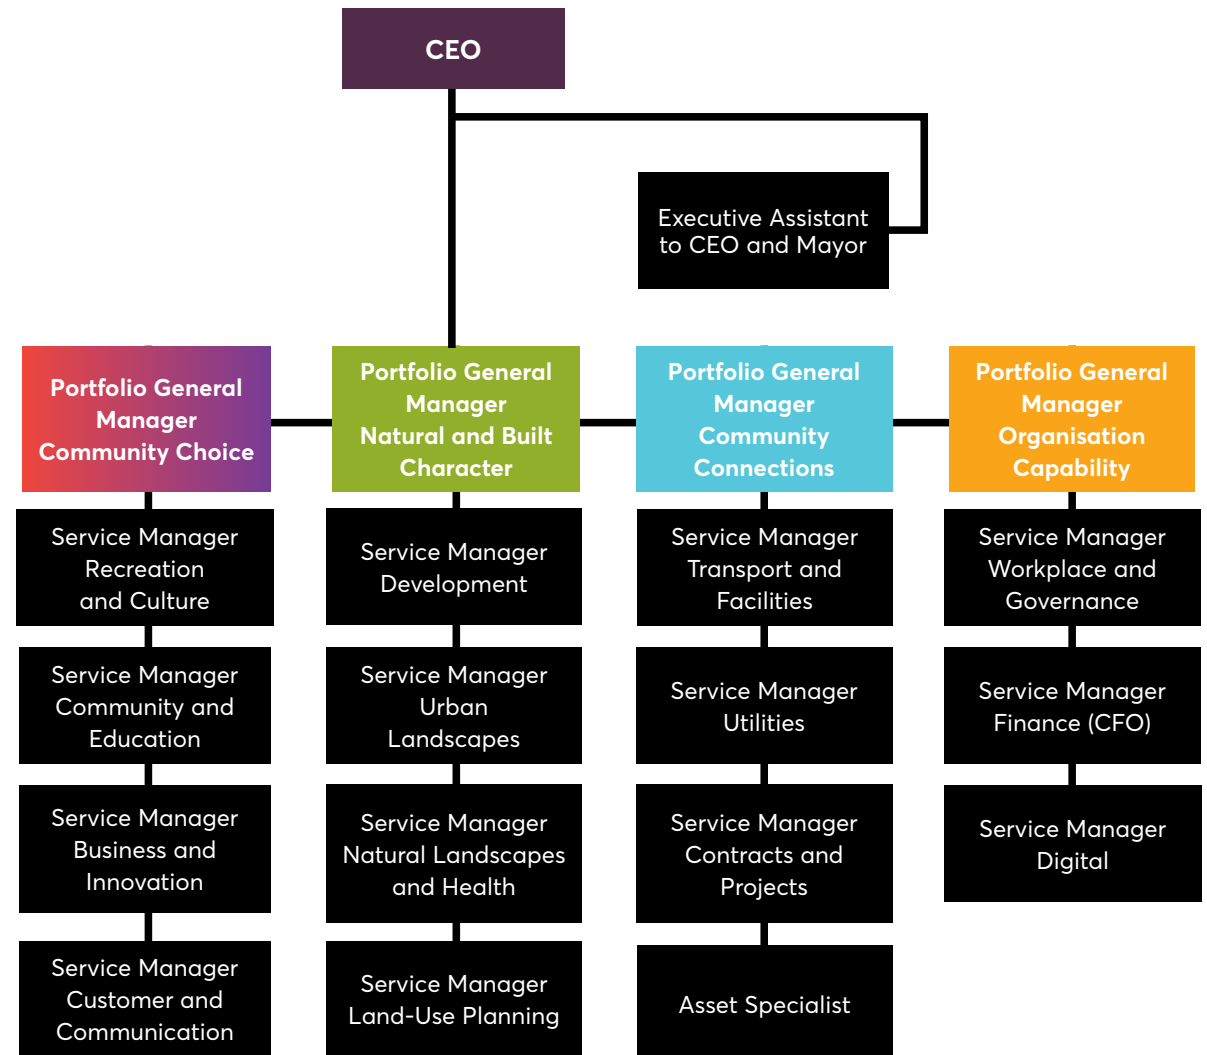 CEO
Executive Assistant
to CEO and Mayor
Portfolio General
Manager
Community Choice
Portfolio General
Manager
Natural and Built
Character
Portfolio General
Manager
Community
Connections
Portfolio General
Manager
Organisation
Capability
Service Manager
Recreation
and Culture
Service Manager
Community and
Education
Service Manager
Business and
Innovation
Service Manager
Customer and
Communication
Service Manager
Development
Service Manager
Urban
Landscapes
Service Manager
Natural Landscapes
and Health
Service Manager
Land-Use Planning
Service Manager
Transport and
Facilities
Service Manager
Utilities
Service Manager
Contracts and
Projects
Asset Specialist
Service Manager
Workplace and
Governance
Service Manager
Finance (CFO)
Service Manager
Digital